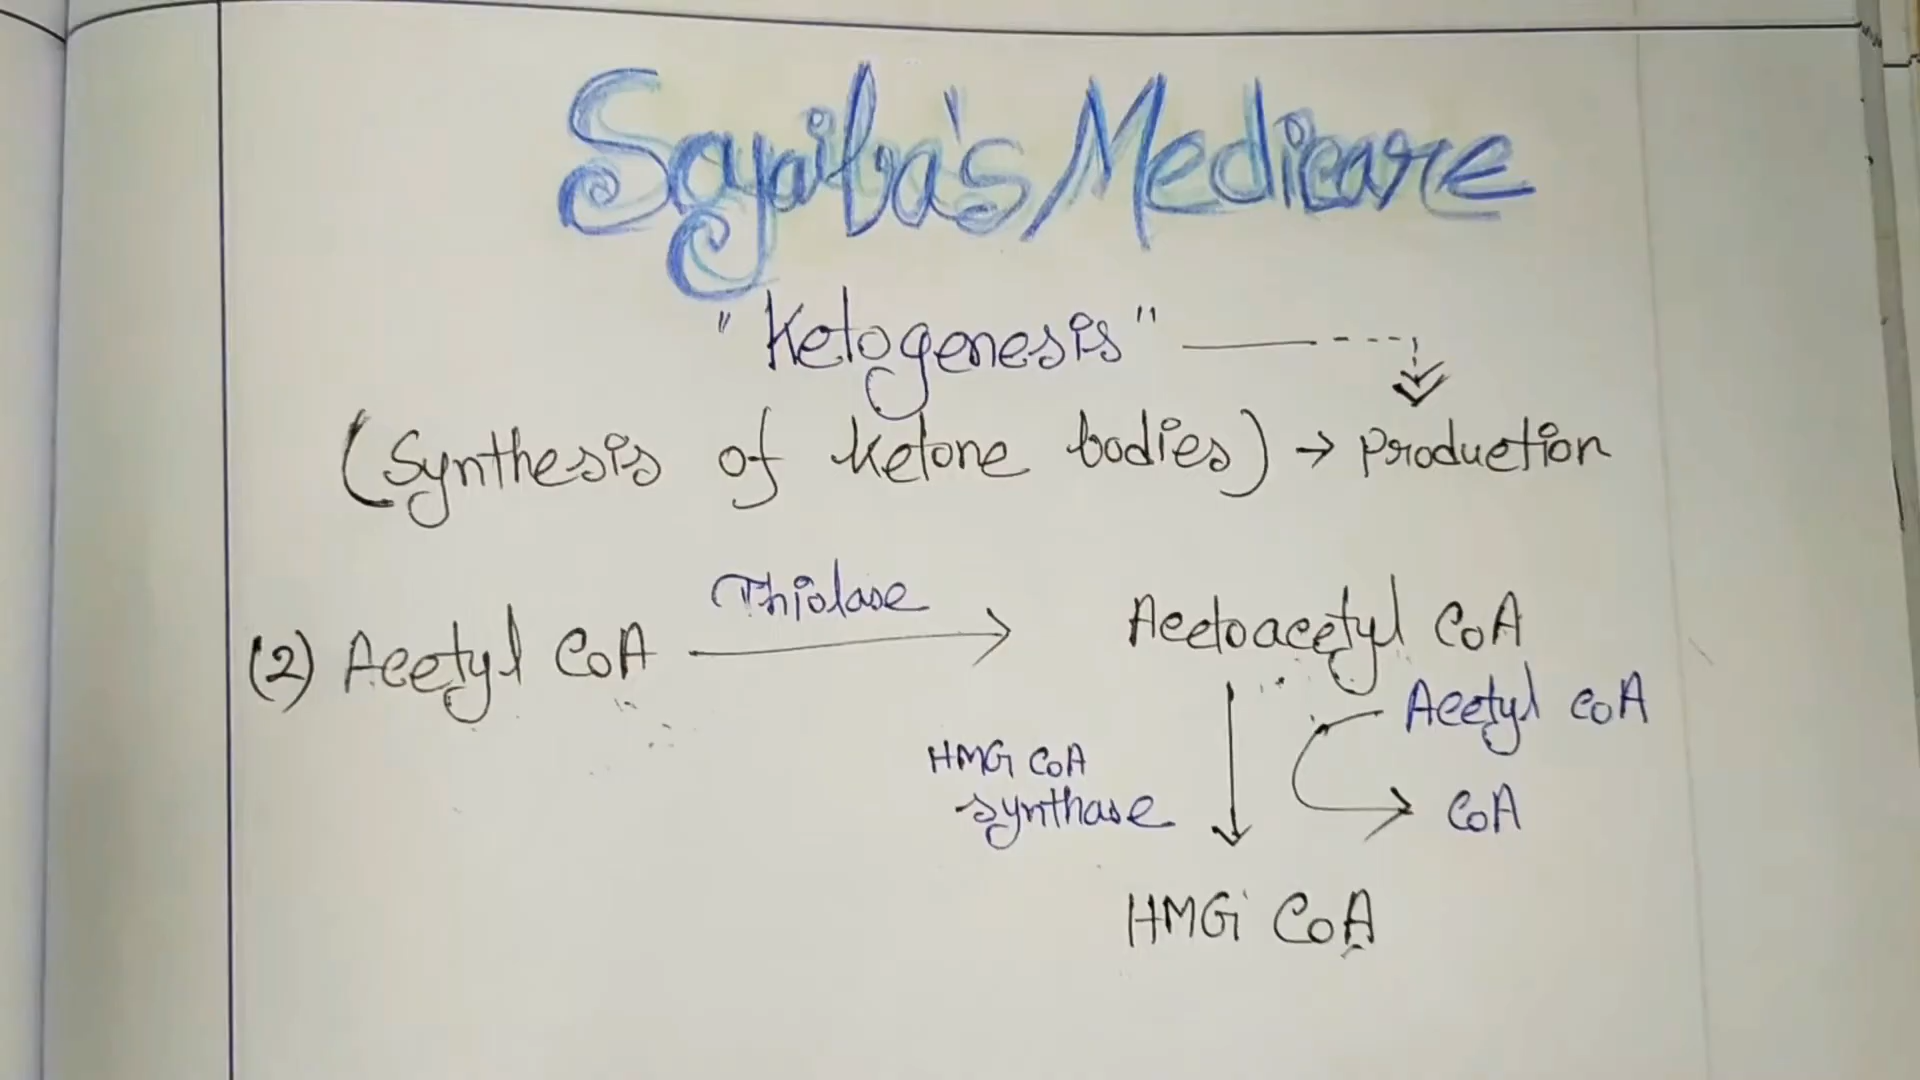 Sayaiba's Medicare
"Ketogenesis"
(Synthesis of ketone bodies) → Production
Thiolase
(2) Acetyl CoA → Acetoacetyl CoA
Acetyl CoA
HMG CoA
synthase
CoA
HMG CoA